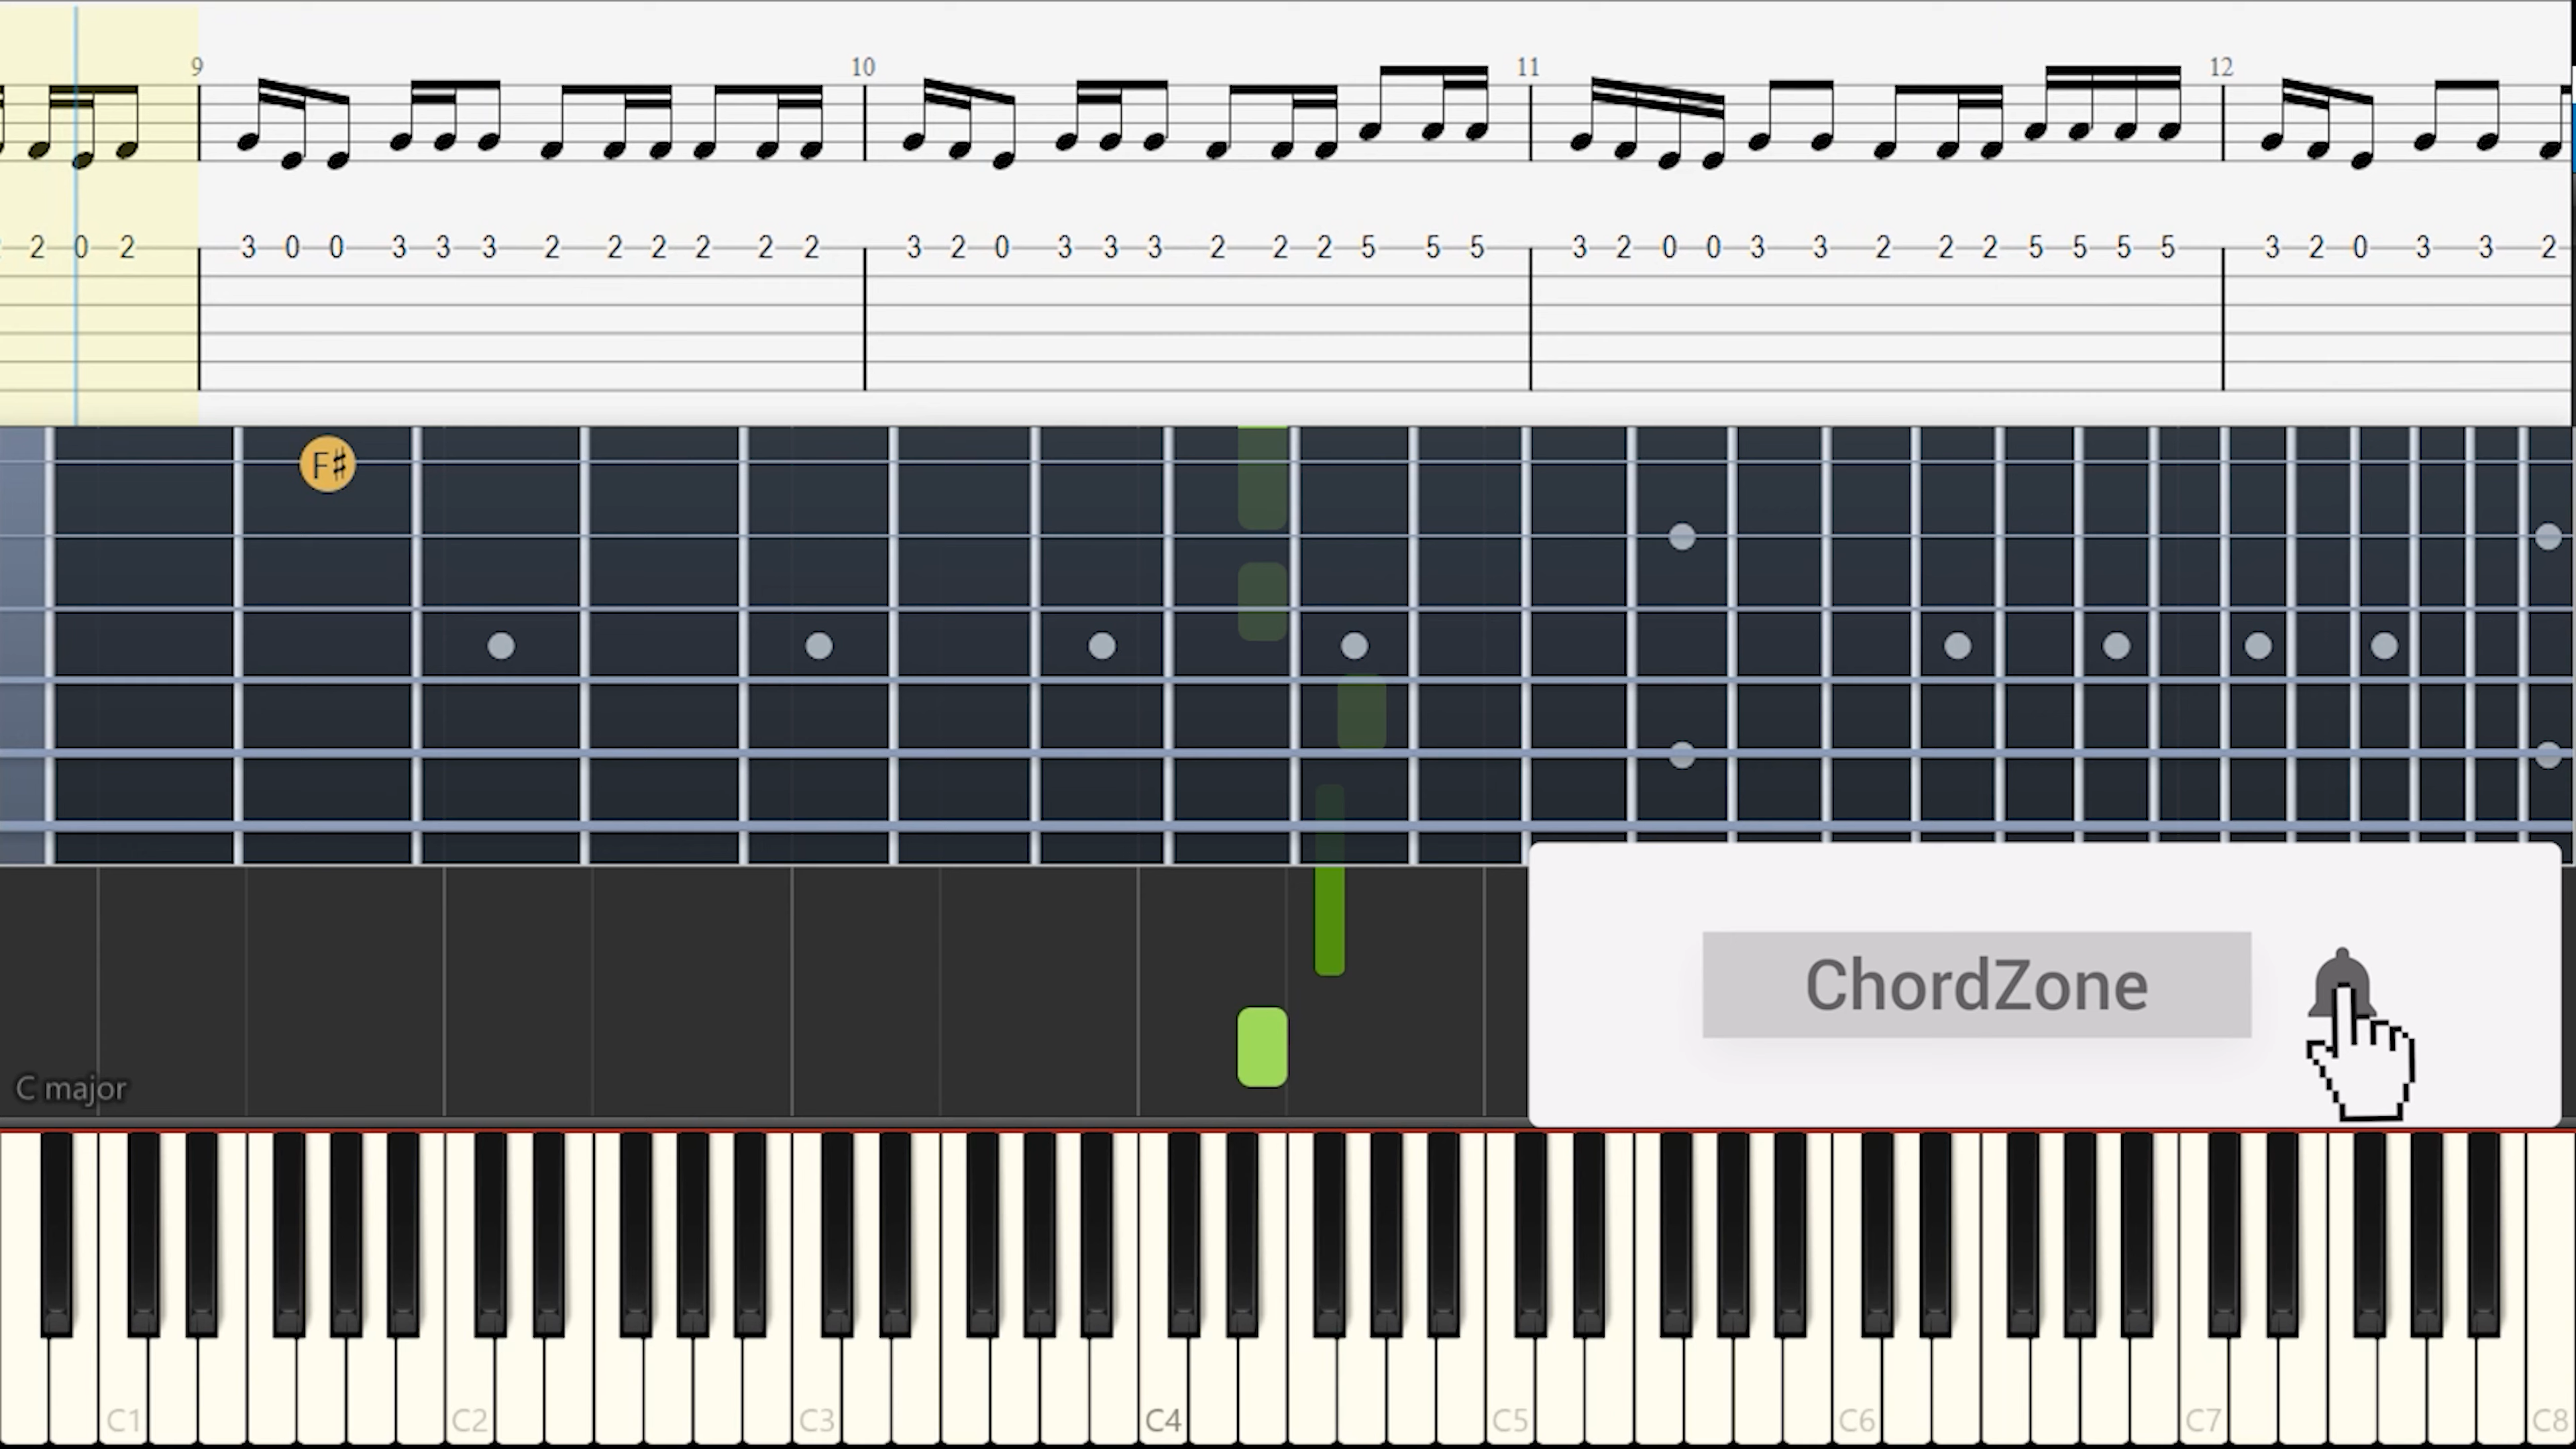 9 10 11 12
2 0 2 3 0 0 3 3 3 2 2 2 2 2 2 3 2 0 3 3 3 2 2 2 5 5 5 3 2 0 0 3 3 2 2 2 5 5 5 5 3 2 0 3 3 2
F♯
ChordZone
C major
C1 C2 C3 C4 C5 C6 C7 C8